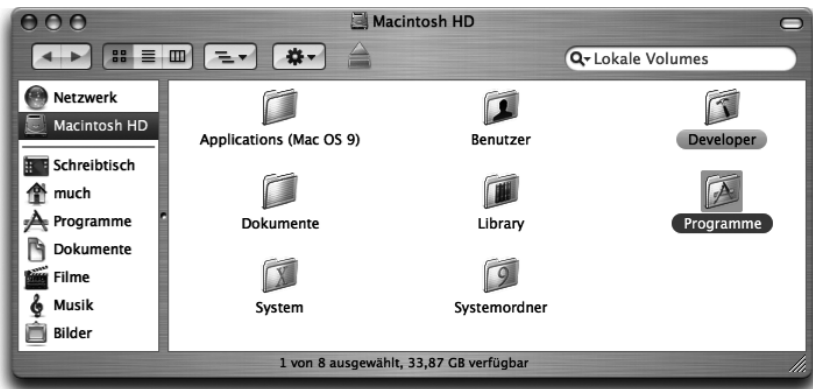 Macintosh HD
Lokale Volumes
Netzwerk
Macintosh HD
Schreibtisch
much
Programme
Dokumente
Filme
Musik
Bilder
Applications (Mac OS 9)
Benutzer
Developer
Dokumente
Library
Programme
System
Systemordner
1 von 8 ausgewählt, 33,87 GB verfügbar